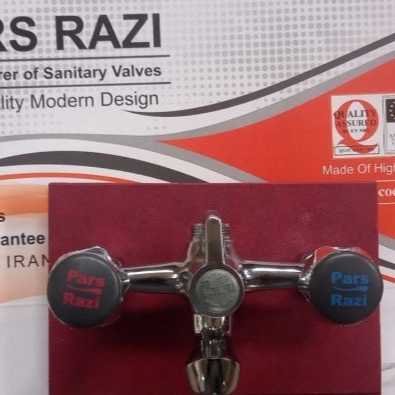 RS RAZI
rer of Sanitary Valves
lity Modern Design
QUALITY
ASSURED
Made Of High
s
antee
IRAN
Pars
Razi
Pars
Razi